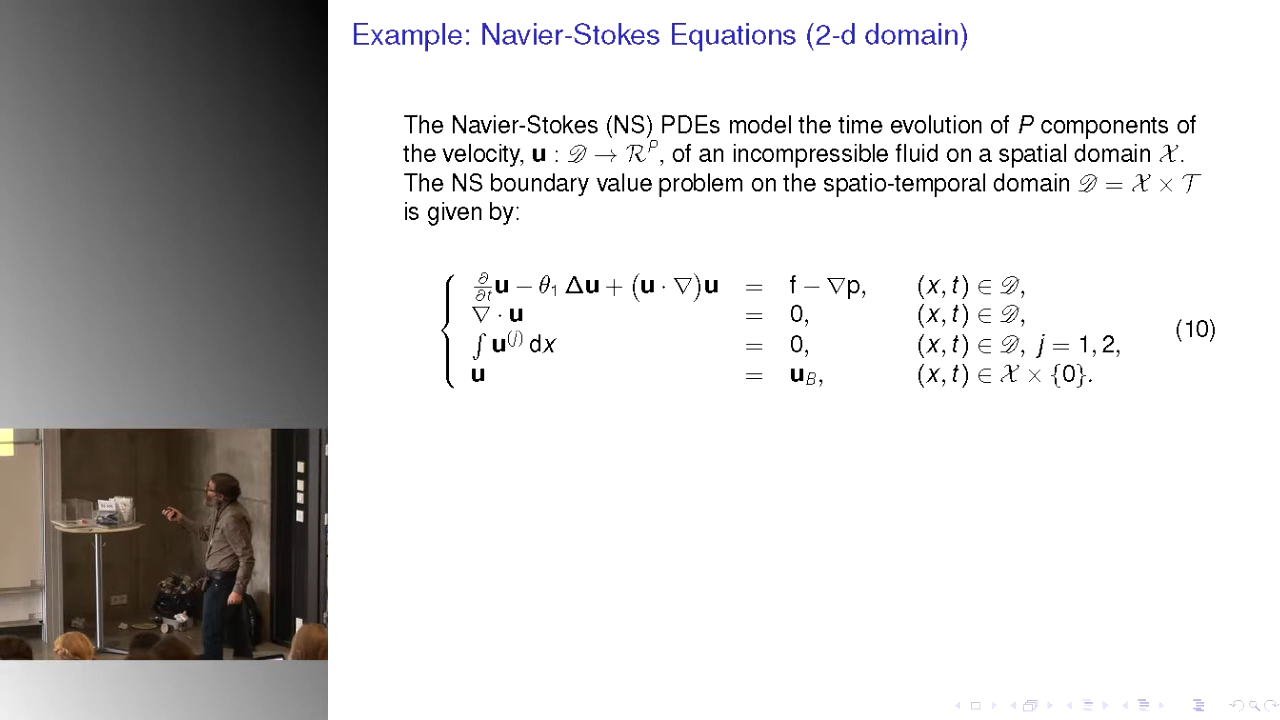 Example: Navier-Stokes Equations (2-d domain)
The Navier-Stokes (NS) PDEs model the time evolution of P components of
the velocity, u : 𝒟 → ℛ^P, of an incompressible fluid on a spatial domain 𝒳.
The NS boundary value problem on the spatio-temporal domain 𝒟 = 𝒳 × 𝒯
is given by:
∂/∂t u − θ₁ Δu + (u · ∇)u = f − ∇p, (x, t) ∈ 𝒟,
∇ · u = 0, (x, t) ∈ 𝒟,
∫ u^(j) dx = 0, (x, t) ∈ 𝒟, j = 1, 2,
(10)
u = u_B, (x, t) ∈ 𝒳 × {0}.